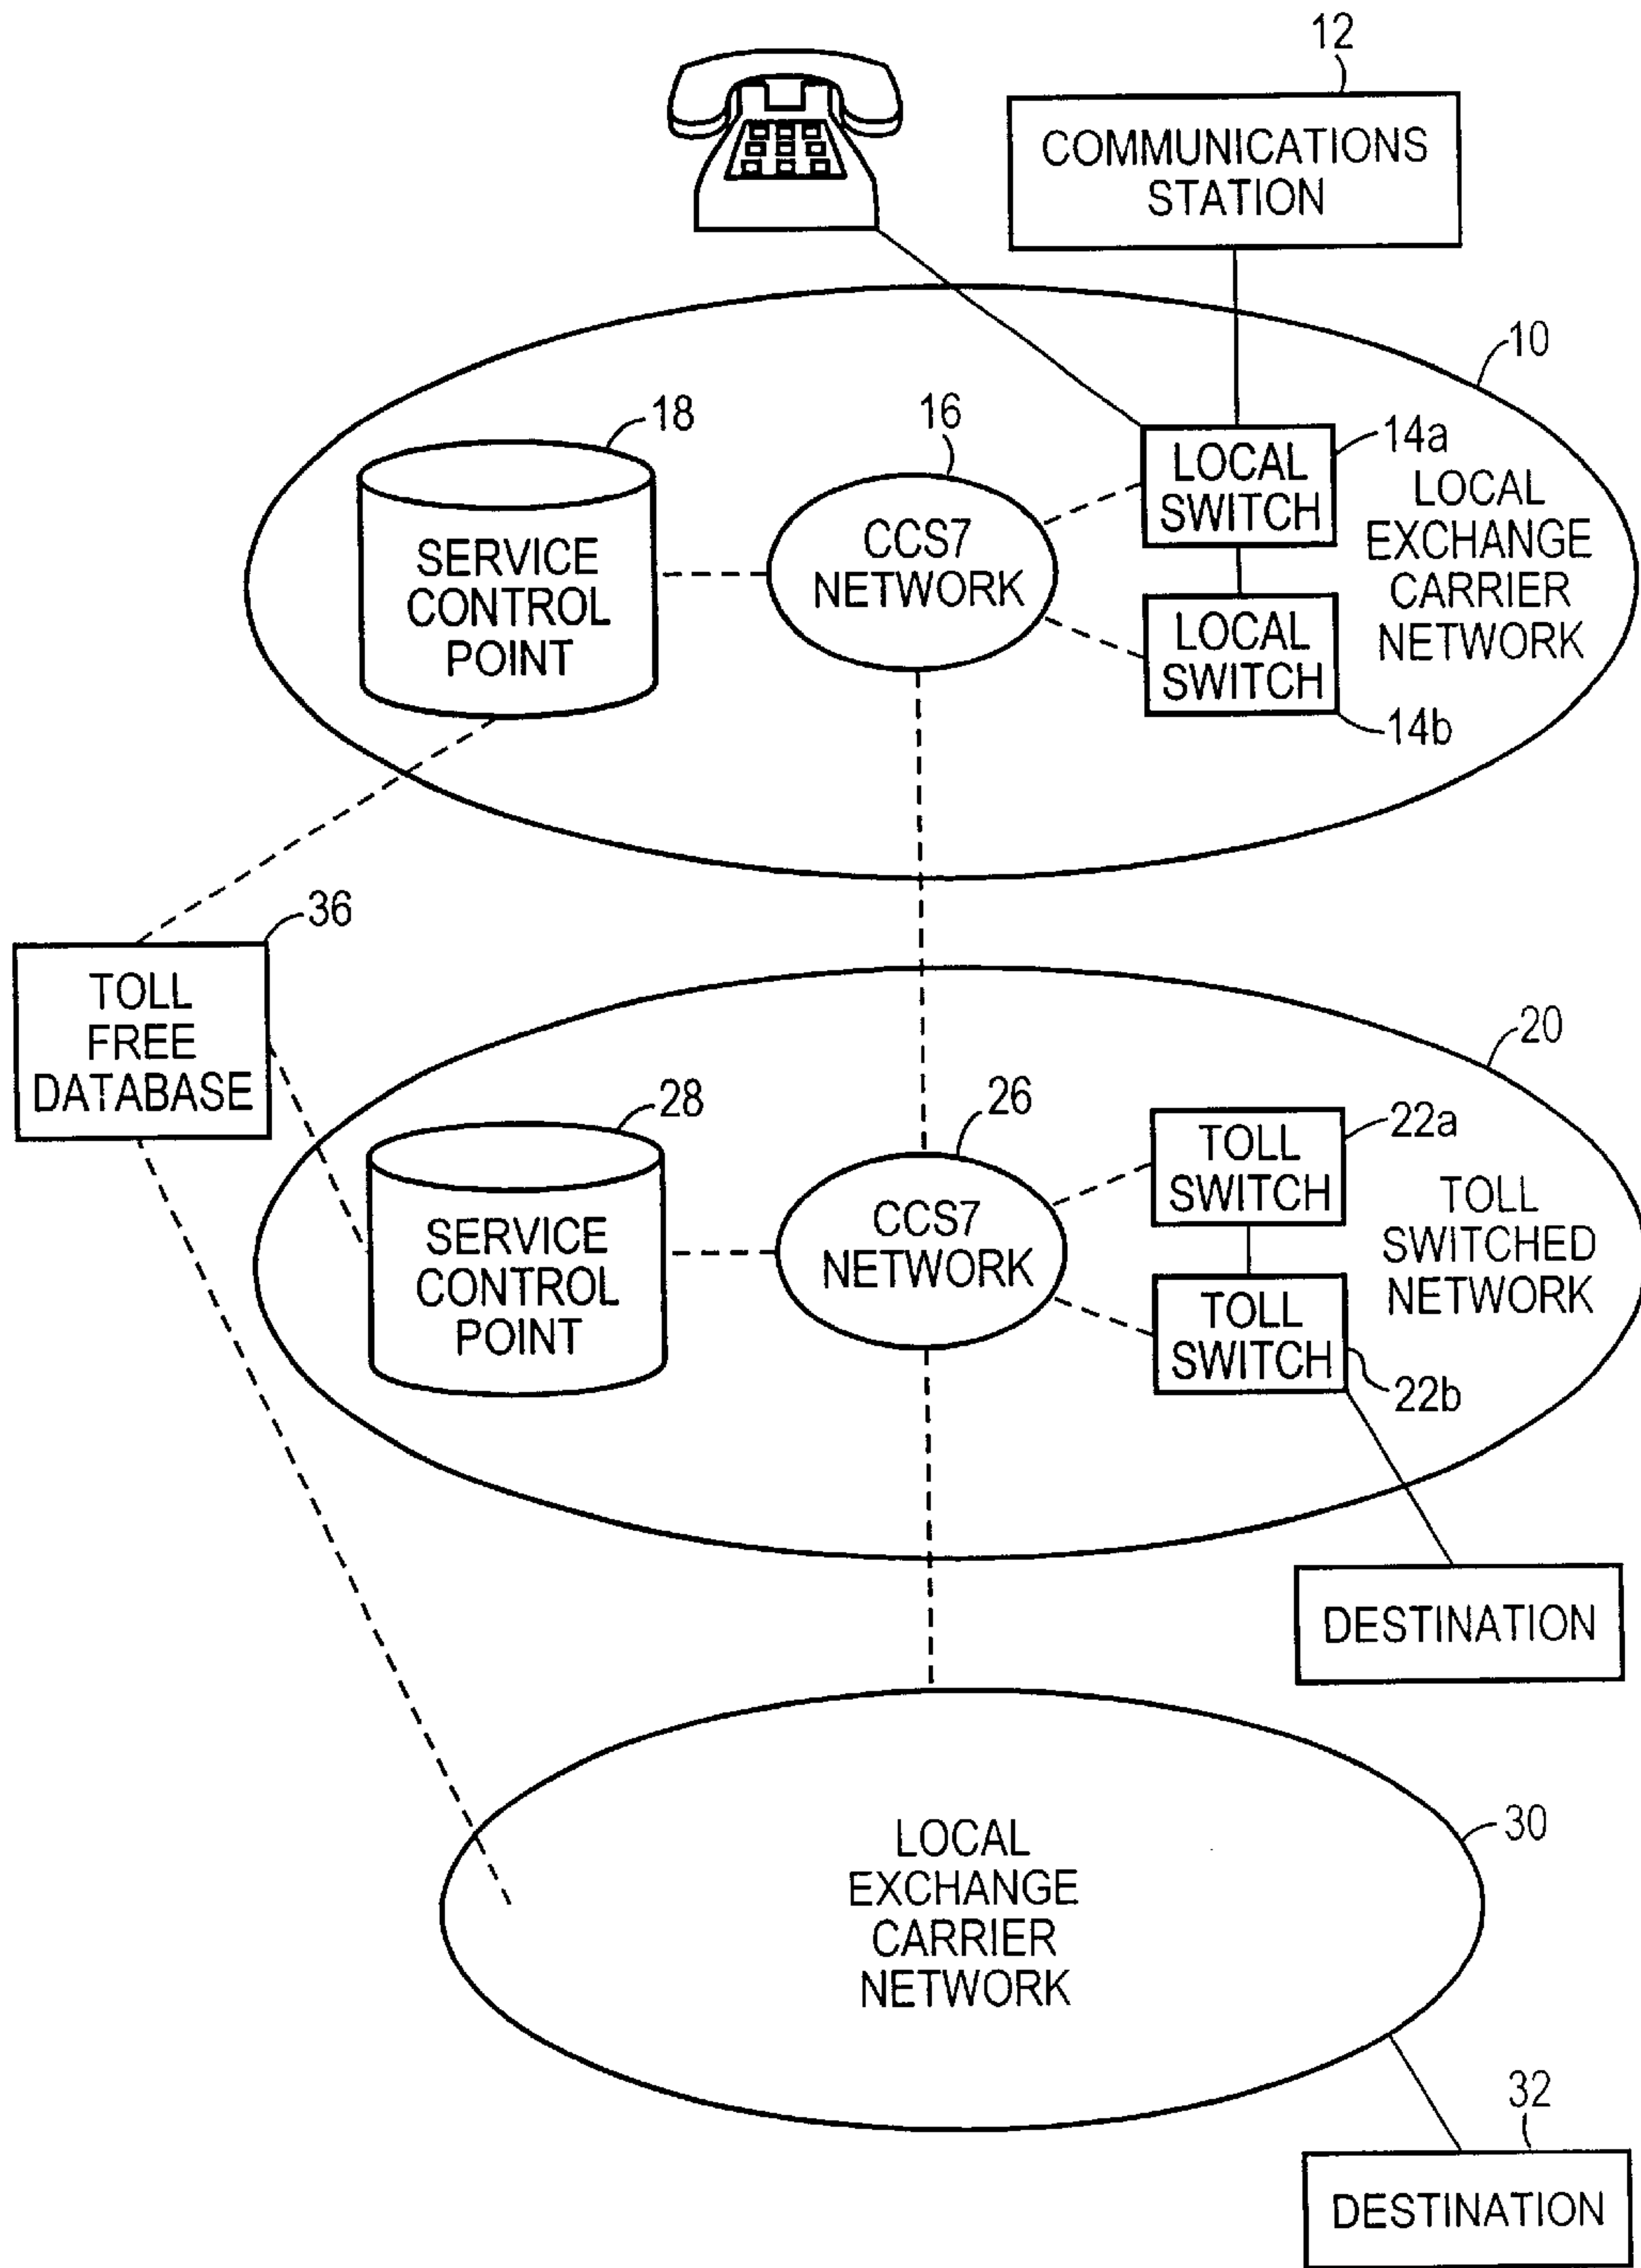 12
COMMUNICATIONS
STATION
10
18
16
14a
LOCAL
SWITCH
LOCAL
EXCHANGE
CARRIER
NETWORK
SERVICE
CONTROL
POINT
CCS7
NETWORK
LOCAL
SWITCH
14b
36
TOLL
FREE
DATABASE
20
28
26
22a
TOLL
SWITCH
TOLL
SWITCHED
NETWORK
SERVICE
CONTROL
POINT
CCS7
NETWORK
TOLL
SWITCH
22b
DESTINATION
30
LOCAL
EXCHANGE
CARRIER
NETWORK
32
DESTINATION